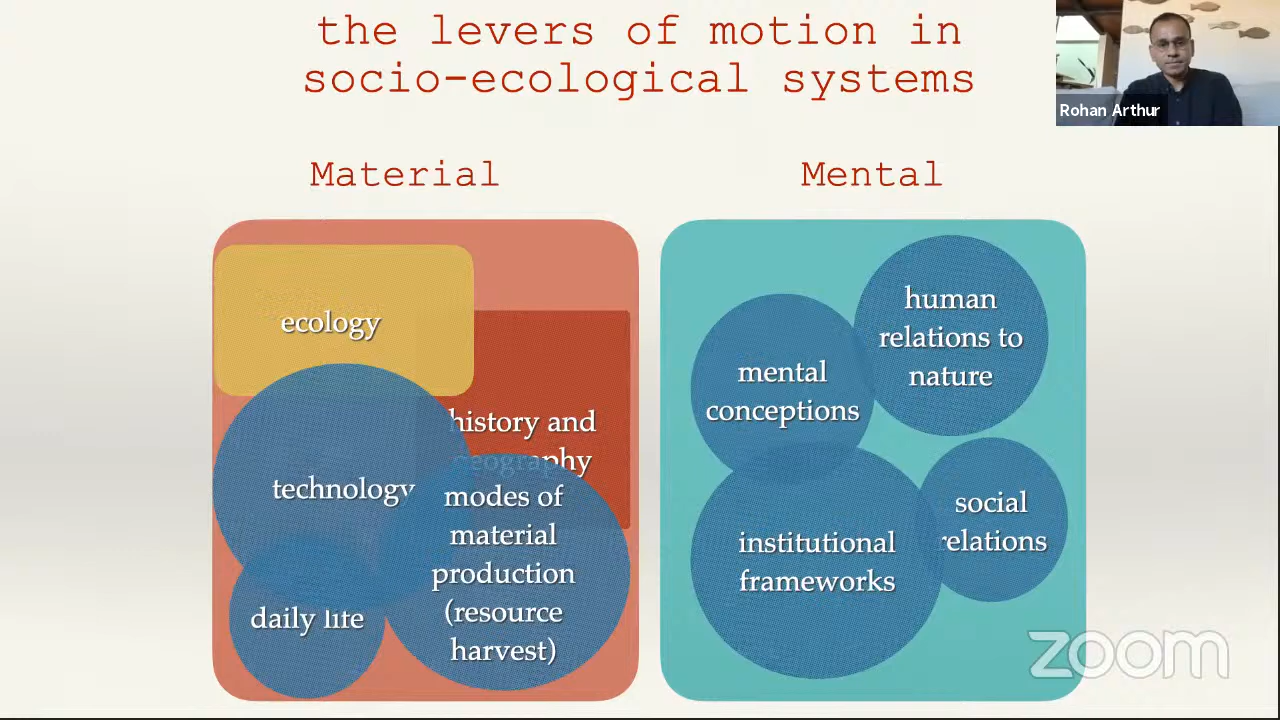 the levers of motion in
socio-ecological systems
Rohan Arthur
Material
Mental
ecology
history and
geography
technology
modes of
material
production
(resource
harvest)
daily life
human
relations to
nature
mental
conceptions
social
relations
institutional
frameworks
zoom